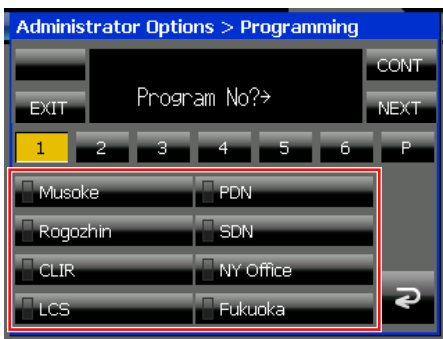 Administrator Options > Programming
CONT
Program No?→
EXIT NEXT
1 2 3 4 5 6 P
Musoke PDN
Rogozhin SDN
CLIR NY Office
LCS Fukuoka